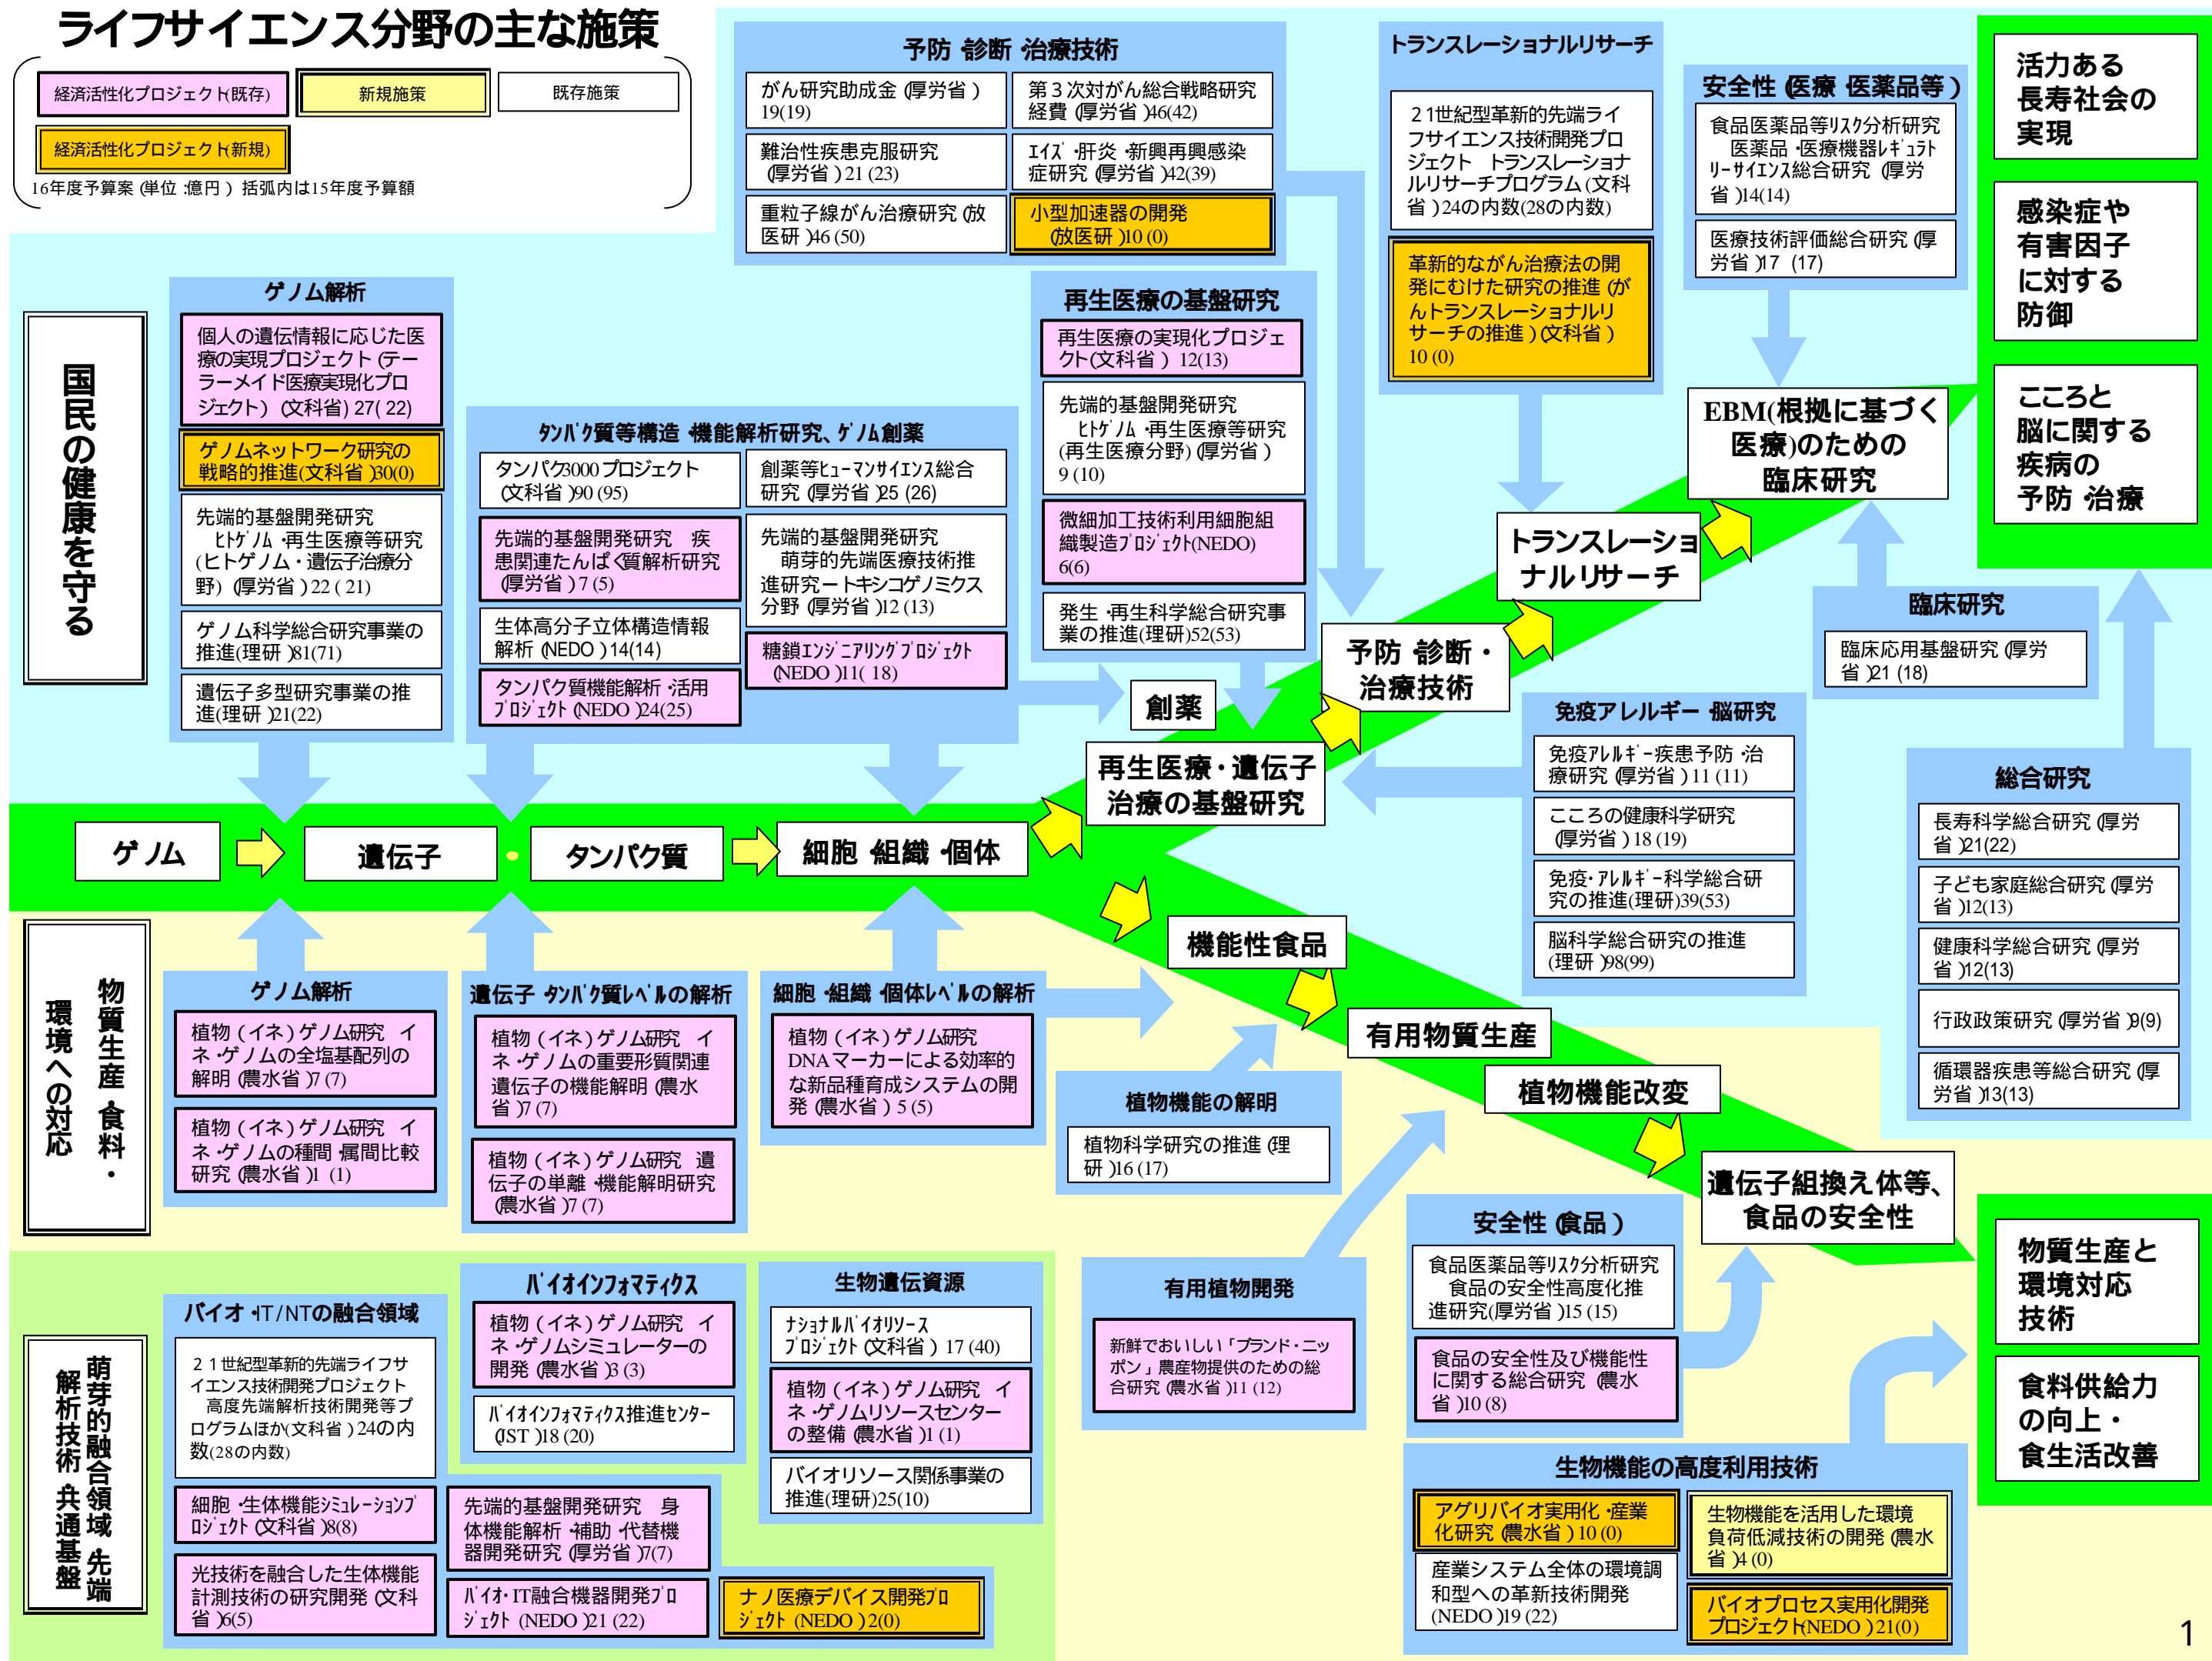 ライフサイエンス分野の主な施策
経済活性化プロジェクト(既存)
新規施策
既存施策
経済活性化プロジェクト(新規)
16年度予算案 (単位:億円) 括弧内は15年度予算額
予防・診断・治療技術
がん研究助成金 (厚労省)
19(19)
第3次対がん総合戦略研究
経費 (厚労省)46(42)
難治性疾患克服研究
(厚労省)21 (23)
エイズ・肝炎・新興再興感染
症研究 (厚労省)42(39)
重粒子線がん治療研究 (放
医研)46 (50)
小型加速器の開発
(放医研)10 (0)
トランスレーショナルリサーチ
21世紀型革新的先端ライ
フサイエンス技術開発プロ
ジェクト トランスレーショナ
ルリサーチプログラム(文科
省)24の内数(28の内数)
革新的ながん治療法の開
発にむけた研究の推進 (が
んトランスレーショナルリ
サーチの推進)(文科省)
10 (0)
安全性 (医療・医薬品等)
食品医薬品等リスク分析研究
医薬品・医療機器レギュラト
リーサイエンス総合研究 (厚労
省)14(14)
医療技術評価総合研究 (厚
労省)17 (17)
活力ある
長寿社会の
実現
感染症や
有害因子
に対する
防御
こころと
脳に関する
疾病の
予防・治療
国民の健康を守る
ゲノム解析
個人の遺伝情報に応じた医
療の実現プロジェクト (テー
ラーメイド医療実現化プロ
ジェクト) (文科省) 27( 22)
ゲノムネットワーク研究の
戦略的推進(文科省)30(0)
先端的基盤開発研究
ヒトゲノム・再生医療等研究
(ヒトゲノム・遺伝子治療分
野) (厚労省)22 ( 21)
ゲノム科学総合研究事業の
推進(理研)81(71)
遺伝子多型研究事業の推
進(理研)21(22)
タンパク質等構造・機能解析研究、ゲノム創薬
タンパク3000プロジェクト
(文科省)90 (95)
先端的基盤開発研究 疾
患関連たんぱく質解析研究
(厚労省)7 (5)
生体高分子立体構造情報
解析 (NEDO)14(14)
タンパク質機能解析・活用
プロジェクト(NEDO)24(25)
創薬等ヒューマンサイエンス総合
研究 (厚労省)25 (26)
先端的基盤開発研究
萌芽的先端医療技術推
進研究ートキシコゲノミクス
分野 (厚労省)12 (13)
糖鎖エンジニアリングプロジェクト
(NEDO)11( 18)
再生医療の基盤研究
再生医療の実現化プロジェ
クト(文科省) 12(13)
先端的基盤開発研究
ヒトゲノム・再生医療等研究
(再生医療分野) (厚労省)
9 (10)
微細加工技術利用細胞組
織製造プロジェクト(NEDO)
6(6)
発生・再生科学総合研究事
業の推進(理研)52(53)
EBM(根拠に基づく
医療)のための
臨床研究
トランスレーショ
ナルリサーチ
予防・診断・
治療技術
創薬
再生医療・遺伝子
治療の基盤研究
臨床研究
臨床応用基盤研究 (厚労
省)21 (18)
免疫アレルギー・脳研究
免疫アレルギー疾患予防・治
療研究 (厚労省)11 (11)
こころの健康科学研究
(厚労省)18 (19)
免疫・アレルギー科学総合研
究の推進(理研)39(53)
脳科学総合研究の推進
(理研)98(99)
総合研究
長寿科学総合研究 (厚労
省)21(22)
子ども家庭総合研究 (厚労
省)12(13)
健康科学総合研究 (厚労
省)12(13)
行政政策研究 (厚労省)9(9)
循環器疾患等総合研究 (厚
労省)13(13)
ゲノム
遺伝子
・
タンパク質
細胞・組織・個体
機能性食品
有用物質生産
植物機能改変
遺伝子組換え体等、
食品の安全性
物質生産・食料・
環境への対応
ゲノム解析
植物(イネ)ゲノム研究 イ
ネ・ゲノムの全塩基配列の
解明 (農水省)7 (7)
植物(イネ)ゲノム研究 イ
ネ・ゲノムの種間・属間比較
研究 (農水省)1 (1)
遺伝子・タンパク質レベルの解析
植物(イネ)ゲノム研究 イ
ネ・ゲノムの重要形質関連
遺伝子の機能解明 (農水
省)7 (7)
植物(イネ)ゲノム研究 遺
伝子の単離・機能解明研究
(農水省)7 (7)
細胞・組織・個体レベルの解析
植物(イネ)ゲノム研究
DNAマーカーによる効率的
な新品種育成システムの開
発 (農水省) 5 (5)
植物機能の解明
植物科学研究の推進 (理
研)16 (17)
有用植物開発
新鮮でおいしい「ブランド・ニッ
ポン」農産物提供のための総
合研究 (農水省)11 (12)
安全性 (食品)
食品医薬品等リスク分析研究
食品の安全性高度化推
進研究(厚労省)15 (15)
食品の安全性及び機能性
に関する総合研究 (農水
省)10 (8)
物質生産と
環境対応
技術
食料供給力
の向上・
食生活改善
萌芽的融合領域・先端
解析技術・共通基盤
バイオ・IT/NTの融合領域
21世紀型革新的先端ライフサ
イエンス技術開発プロジェクト
高度先端解析技術開発等プ
ログラムほか(文科省)24の内
数(28の内数)
細胞・生体機能シミュレーションプ
ロジェクト(文科省)8(8)
光技術を融合した生体機能
計測技術の研究開発 (文科
省)6(5)
バイオインフォマティクス
植物(イネ)ゲノム研究 イ
ネ・ゲノムシミュレーターの
開発 (農水省)3 (3)
バイオインフォマティクス推進センター
(JST)18 (20)
先端的基盤開発研究 身
体機能解析・補助・代替機
器開発研究 (厚労省)7(7)
バイオ・IT融合機器開発プロ
ジェクト (NEDO)21 (22)
ナノ医療デバイス開発プロ
ジェクト (NEDO)2(0)
生物遺伝資源
ナショナルバイオリソース
プロジェクト(文科省) 17 (40)
植物(イネ)ゲノム研究 イ
ネ・ゲノムリソースセンター
の整備 (農水省)1 (1)
バイオリソース関係事業の
推進(理研)25(10)
生物機能の高度利用技術
アグリバイオ実用化・産業
化研究 (農水省)10 (0)
産業システム全体の環境調
和型への革新技術開発
(NEDO)19 (22)
生物機能を活用した環境
負荷低減技術の開発 (農水
省)4 (0)
バイオプロセス実用化開発
プロジェクト(NEDO)21(0)
1